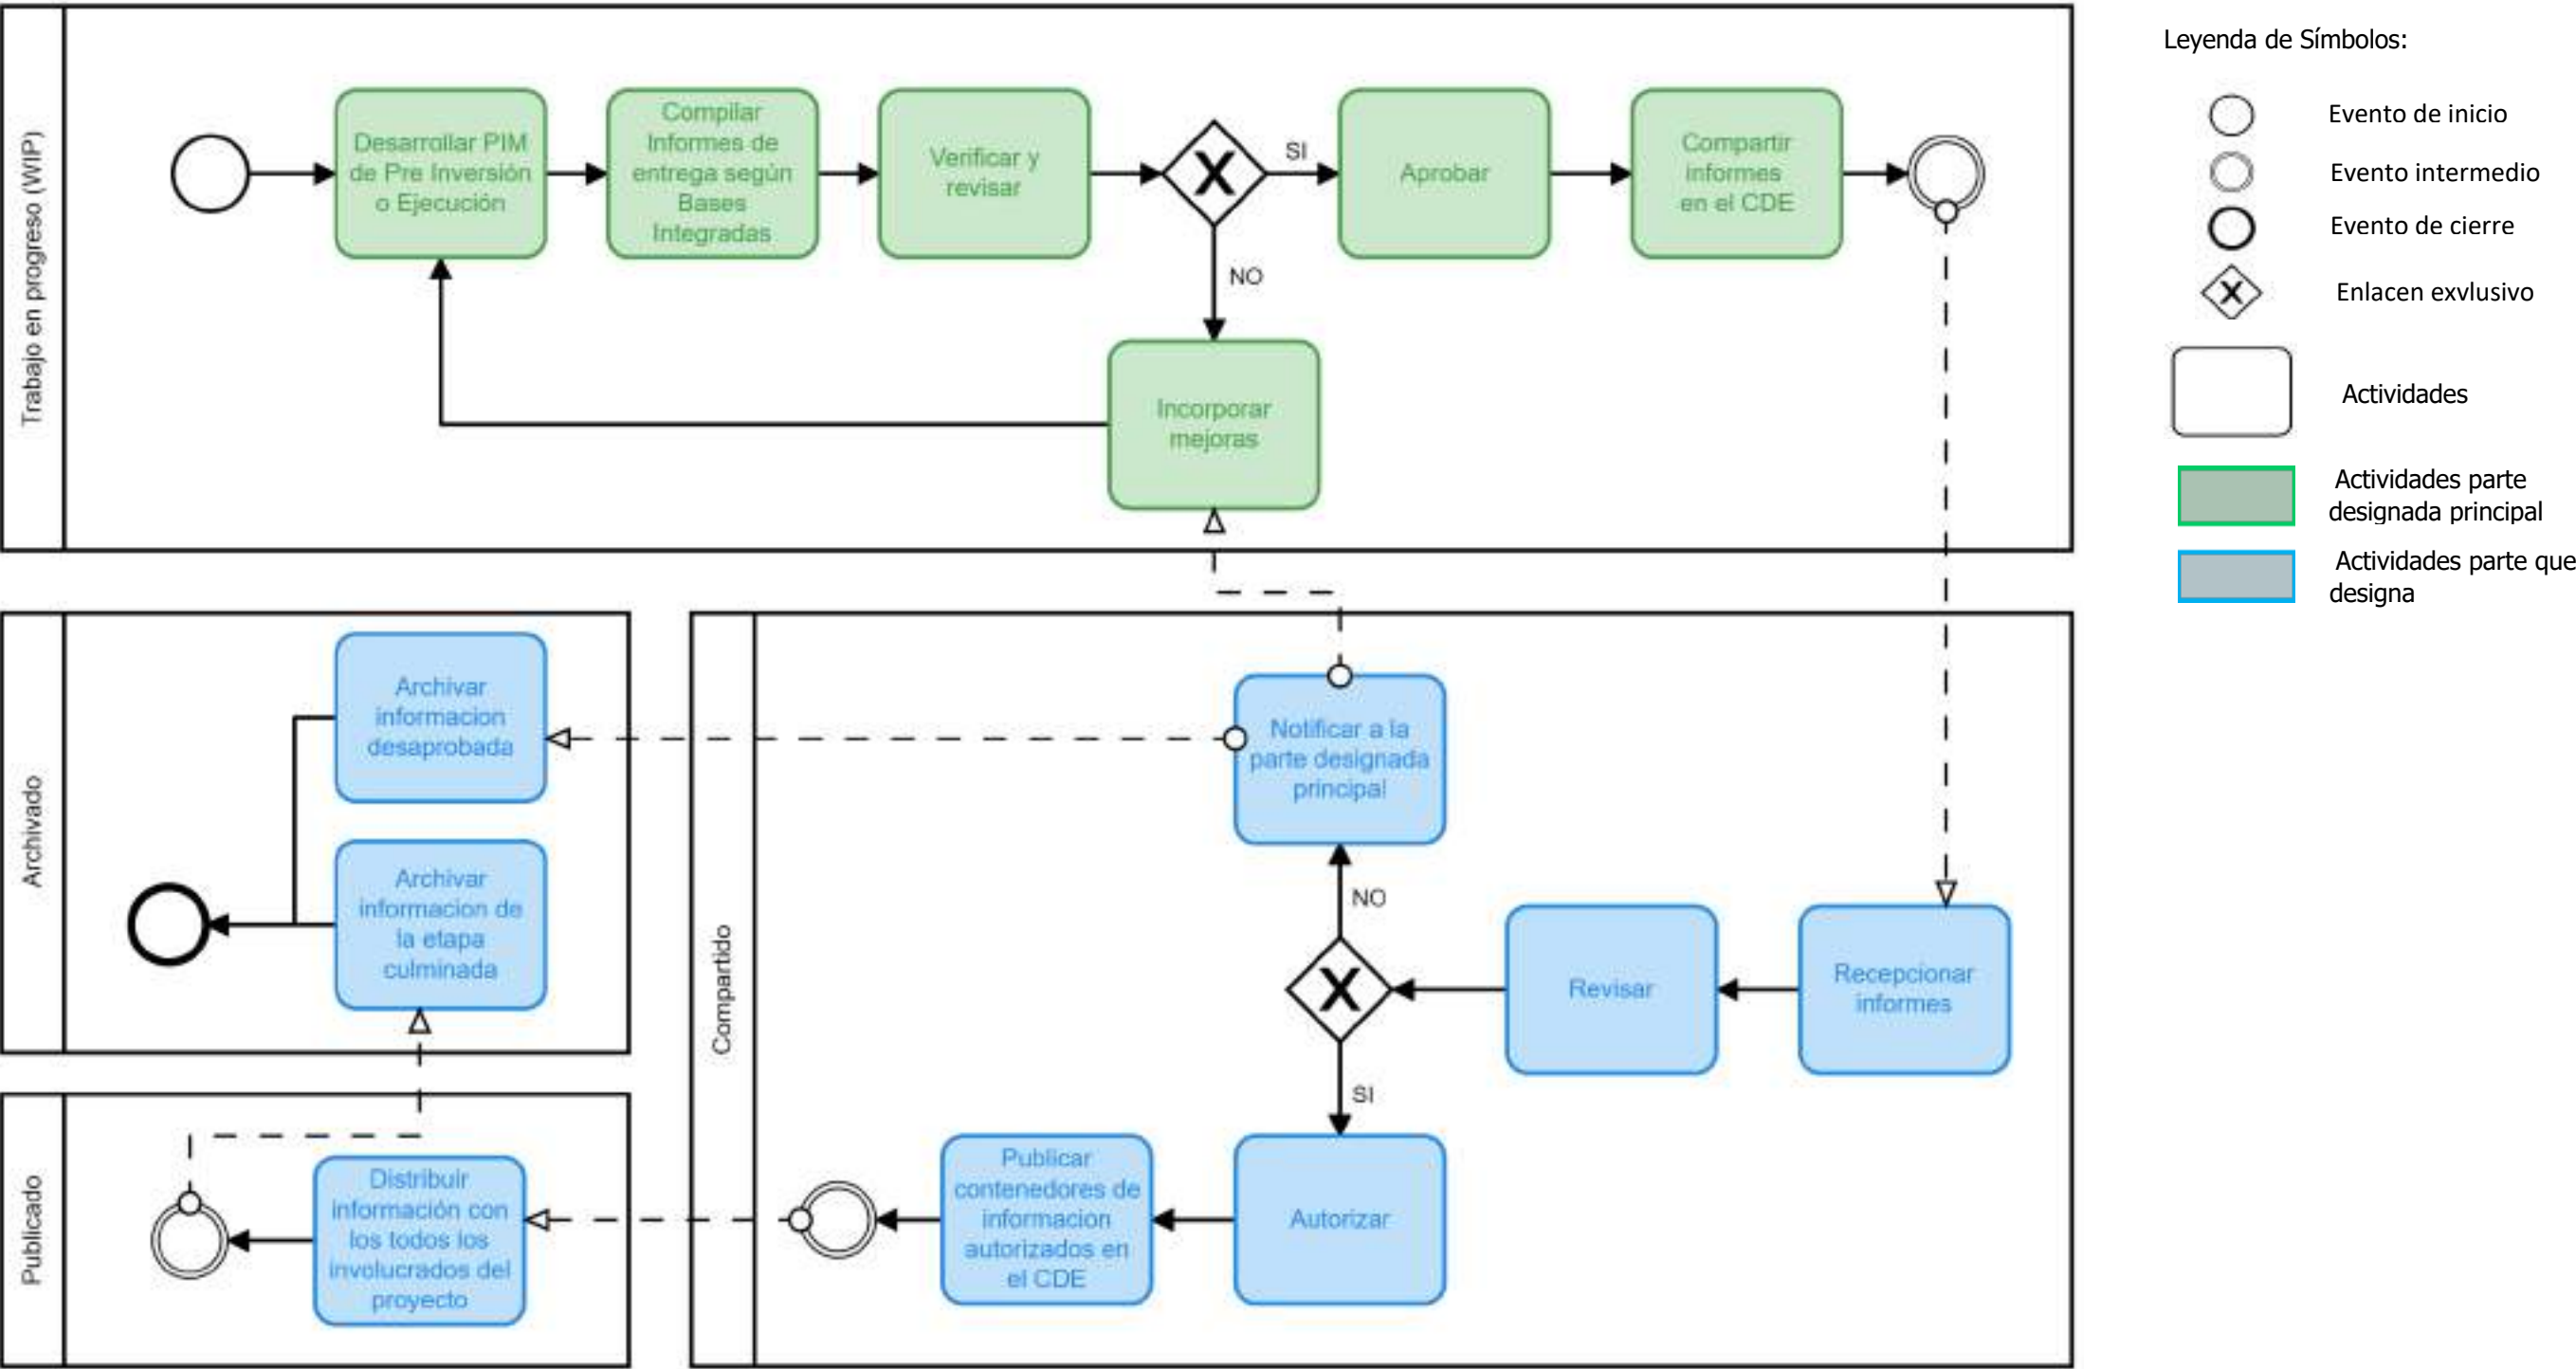 Trabajo en progreso (WIP)
Desarrollar PIM
de Pre Inversión
o Ejecución
Compilar
Informes de
entrega según
Bases
Integradas
Verificar y
revisar
X
SI
NO
Aprobar
Compartir
informes
en el CDE
Incorporar
mejoras
Archivado
Archivar
informacion
desaprobada
Archivar
informacion de
la etapa
culminada
Publicado
Distribuir
información con
los todos los
involucrados del
proyecto
Compartido
Notificar a la
parte designada
principal
NO
X
SI
Revisar
Recepcionar
informes
Publicar
contenedores de
informacion
autorizados en
el CDE
Autorizar
Leyenda de Símbolos:
Evento de inicio
Evento intermedio
Evento de cierre
X
Enlacen exvlusivo
Actividades
Actividades parte
designada principal
Actividades parte que
designa